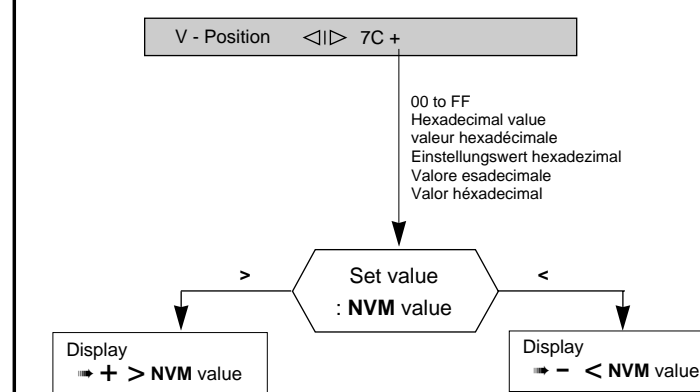 V - Position ◁I▷ 7C +
00 to FF
Hexadecimal value
valeur hexadécimale
Einstellungswert hexadezimal
Valore esadecimale
Valor héxadecimal
>
Set value
: NVM value
<
Display
➠ + > NVM value
Display
➠ − < NVM value